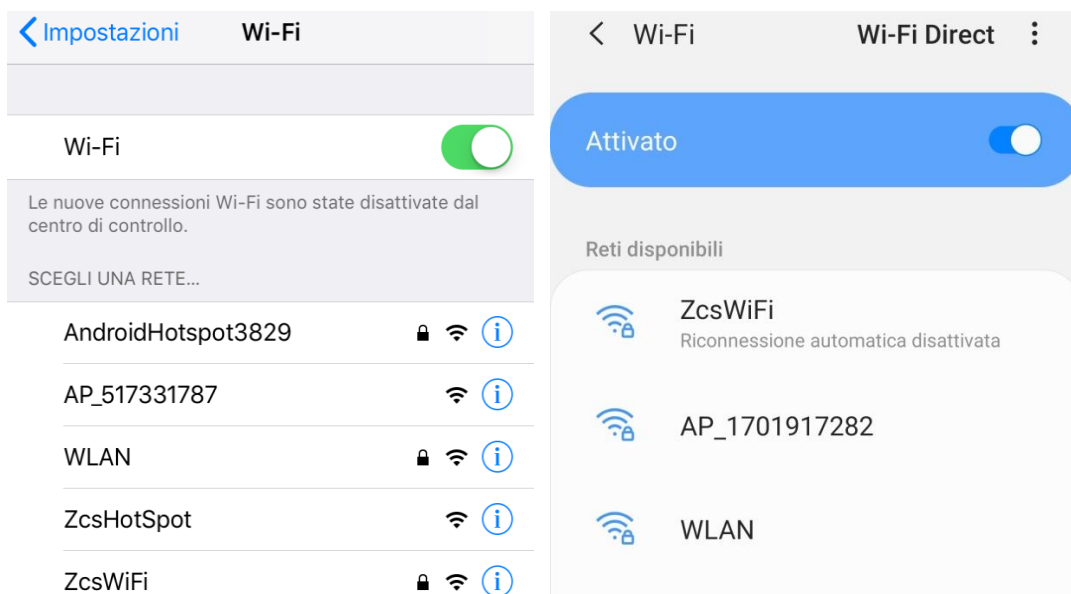 Impostazioni
Wi-Fi
Wi-Fi
Le nuove connessioni Wi-Fi sono state disattivate dal
centro di controllo.
SCEGLI UNA RETE...
AndroidHotspot3829
AP_517331787
WLAN
ZcsHotSpot
ZcsWiFi
Wi-Fi
Wi-Fi Direct
Attivato
Reti disponibili
ZcsWiFi
Riconnessione automatica disattivata
AP_1701917282
WLAN